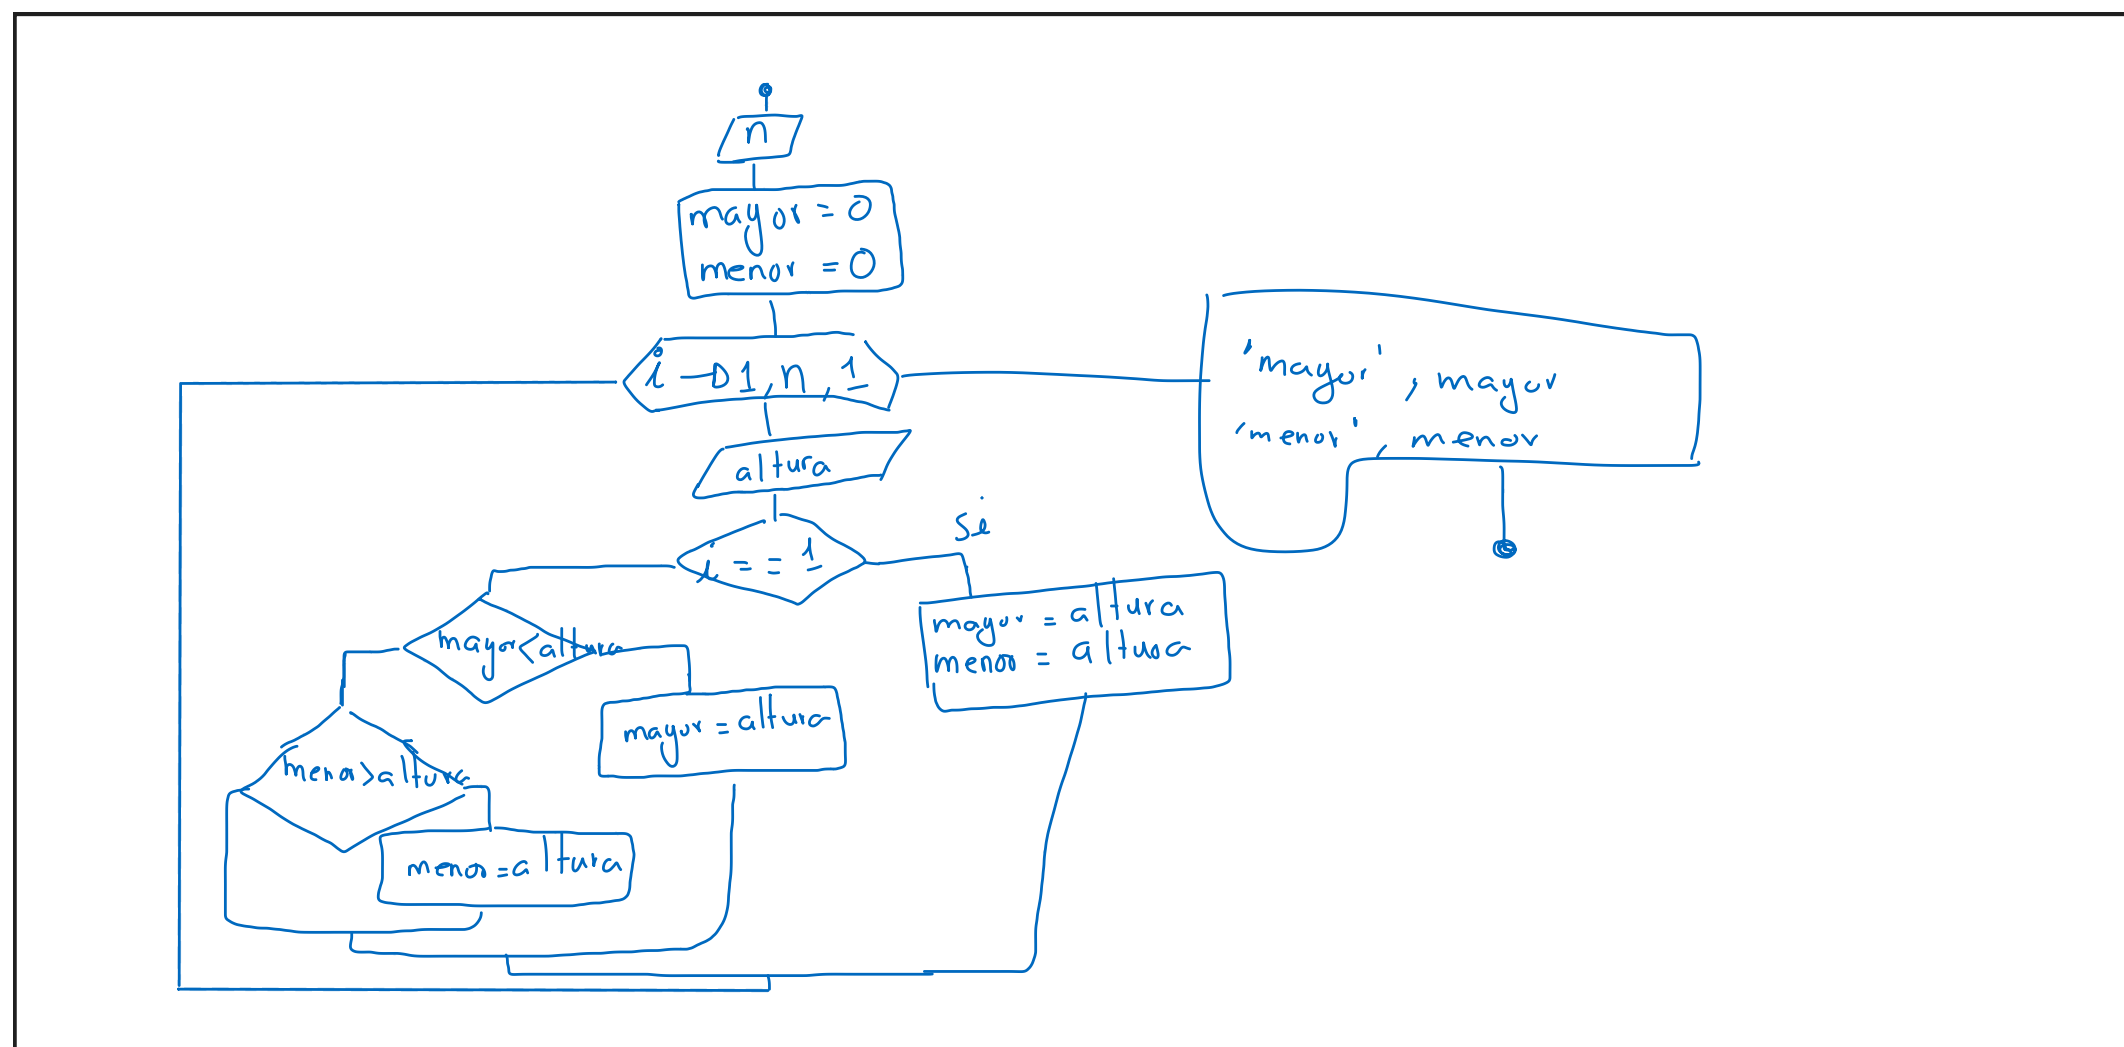 n
mayor = 0
menor = 0
i → 1, n, 1
'mayor', mayor
'menor', menor
altura
i == 1
si
mayor = altura
menor = altura
mayor < altura
mayor = altura
menor > altura
menor = altura